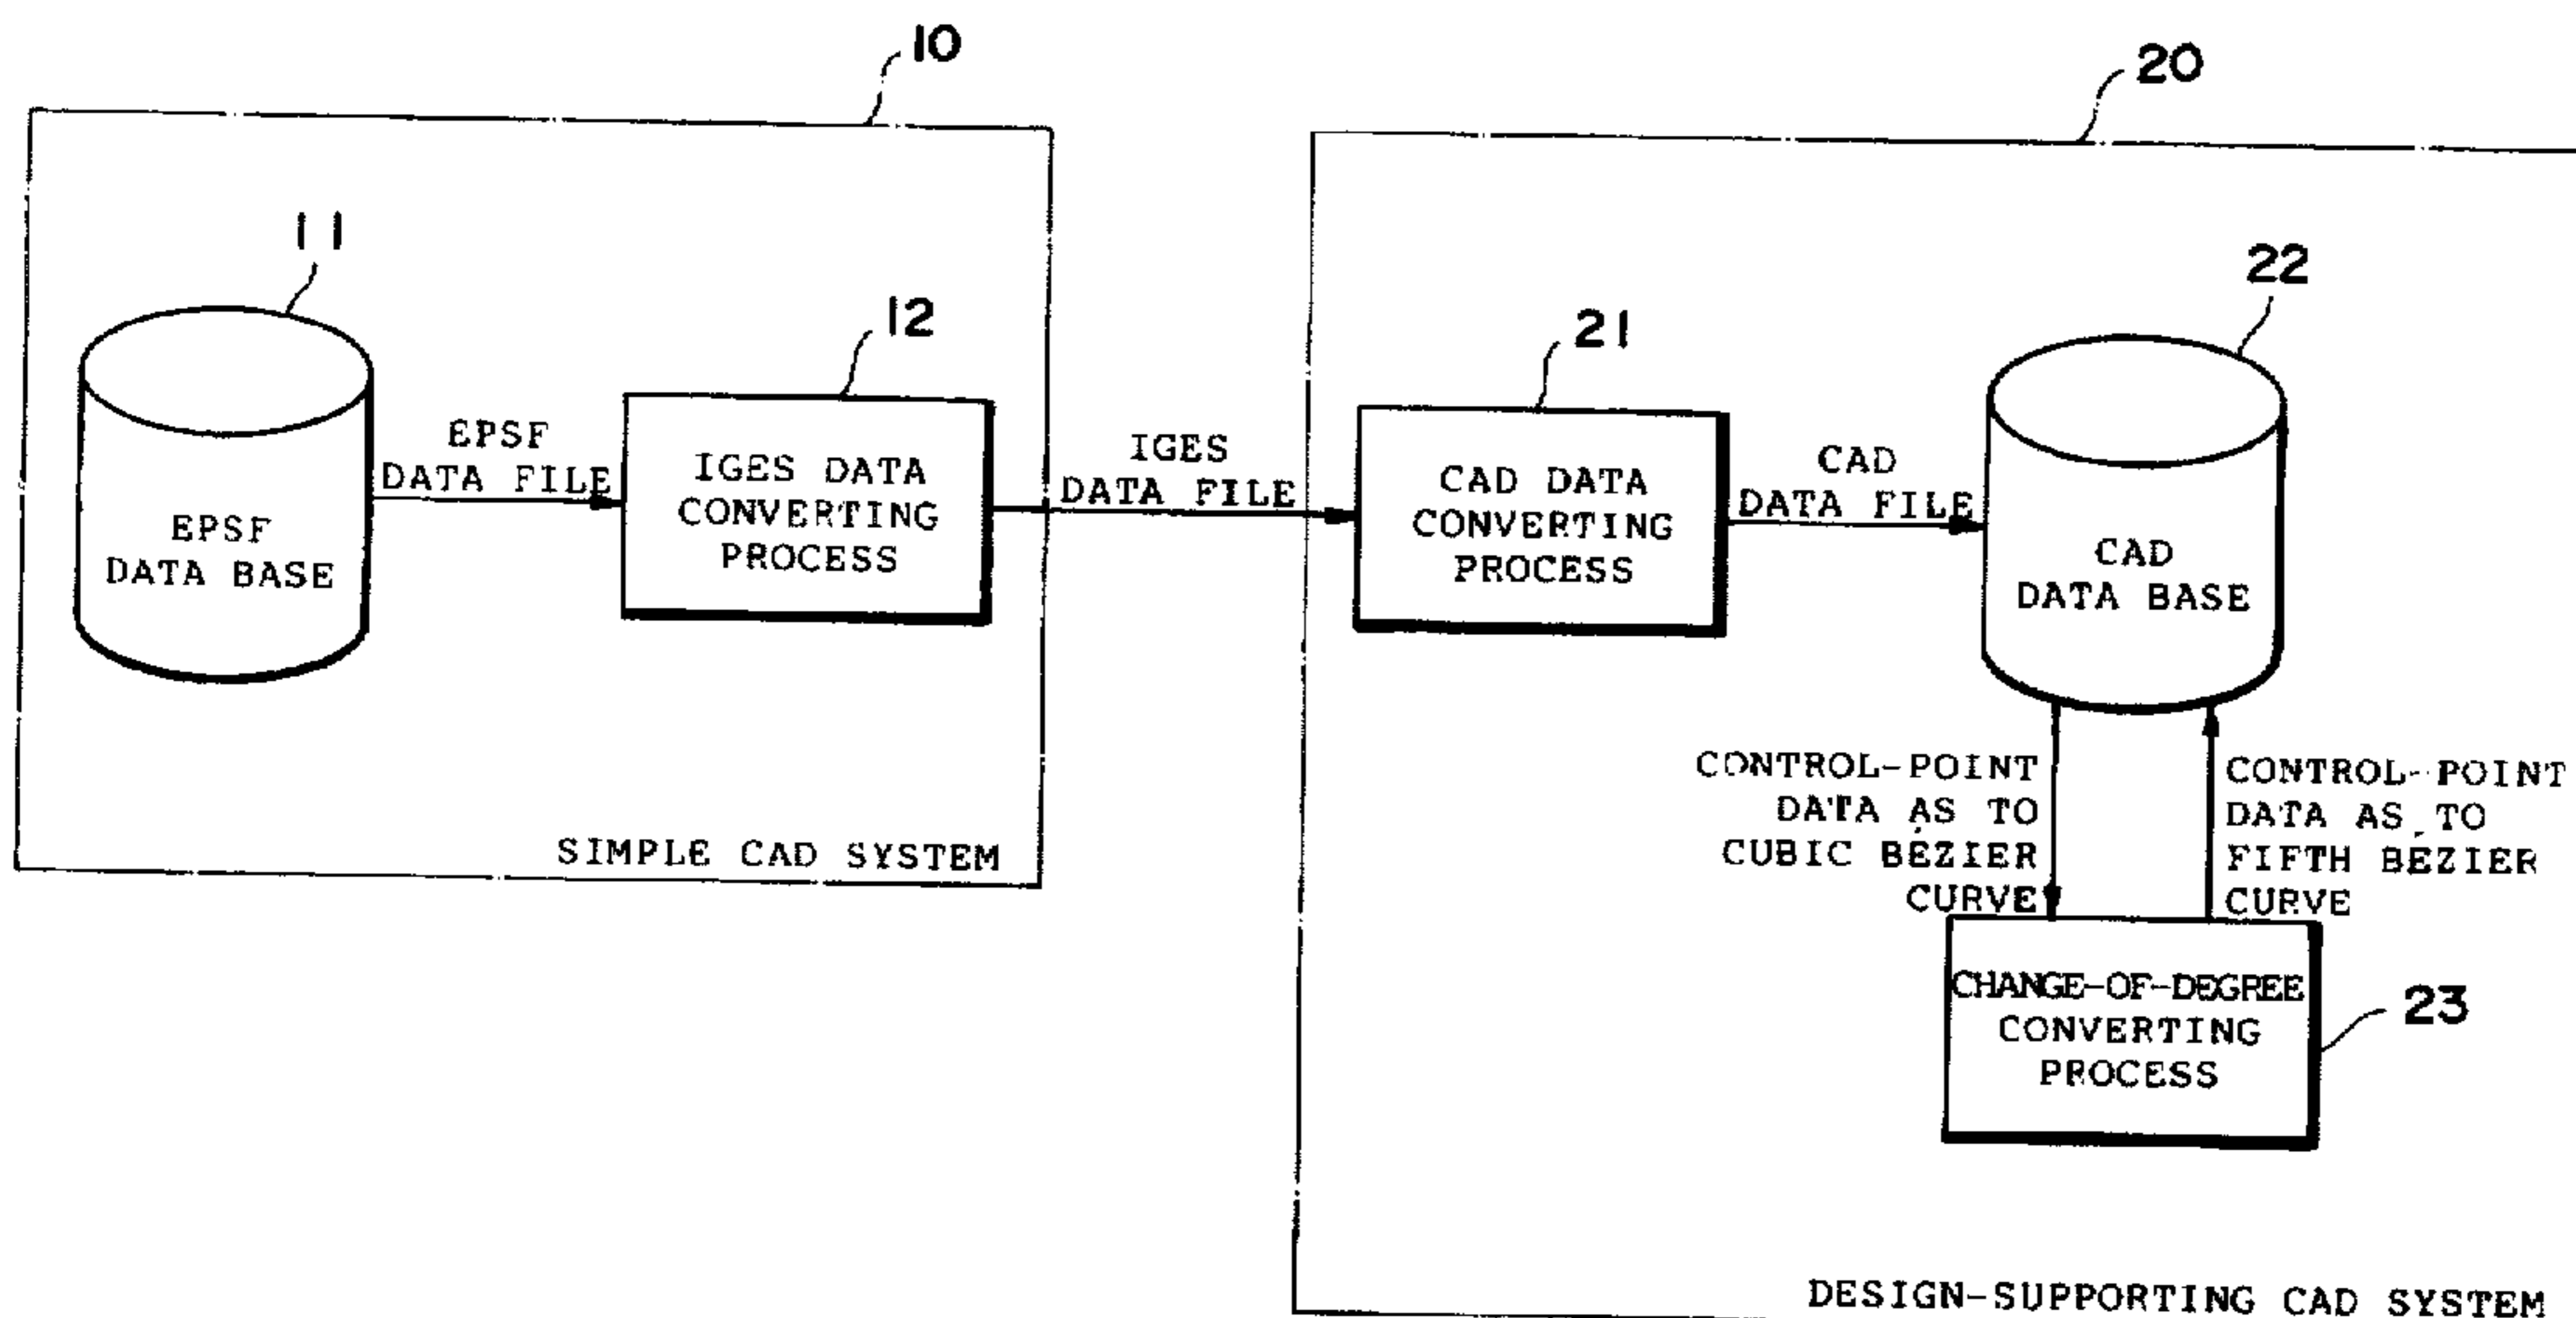 10
20
11
12
21
22
EPSF
DATA FILE
IGES DATA
CONVERTING
PROCESS
EPSF
DATA BASE
IGES
DATA FILE
CAD DATA
CONVERTING
PROCESS
CAD
DATA FILE
CAD
DATA BASE
SIMPLE CAD SYSTEM
CONTROL-POINT
DATA AS TO
CUBIC BÉZIER
CURVE
CONTROL-POINT
DATA AS TO
FIFTH BÉZIER
CURVE
CHANGE-OF-DEGREE
CONVERTING
PROCESS
23
DESIGN-SUPPORTING CAD SYSTEM